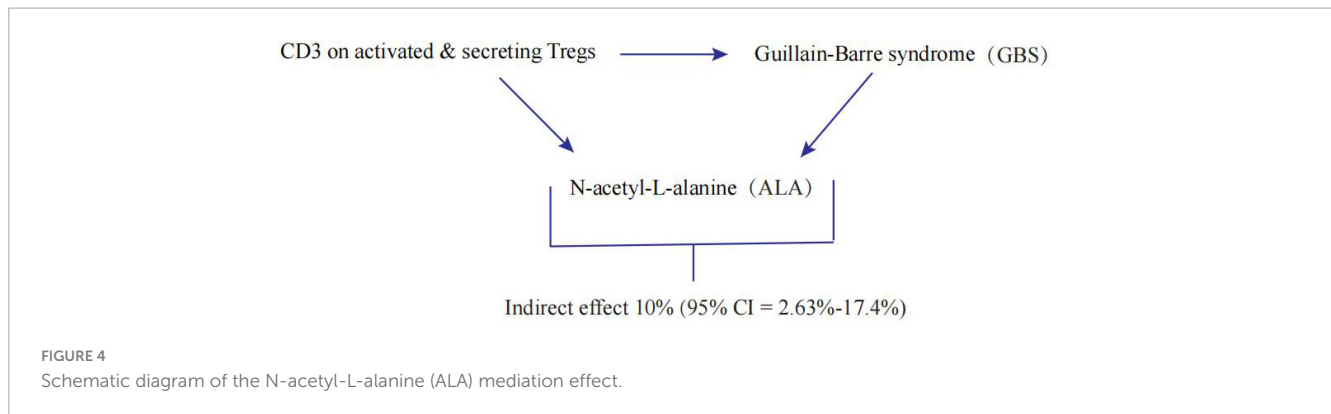 CD3 on activated & secreting Tregs
Guillain-Barre syndrome（GBS）
N-acetyl-L-alanine（ALA）
Indirect effect 10% (95% CI = 2.63%-17.4%)
FIGURE 4
Schematic diagram of the N-acetyl-L-alanine (ALA) mediation effect.